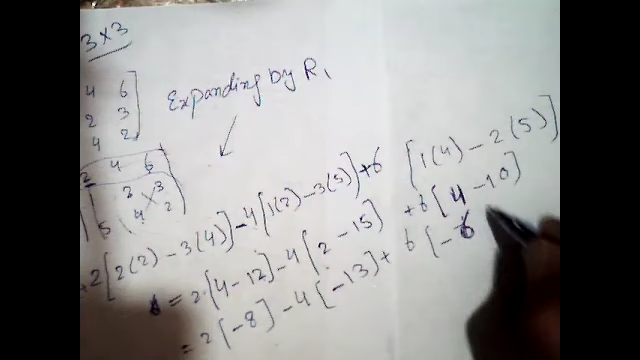 3×3
4 6]
2 3
4 2]
Expanding by R₁
2 4 6
2 3
5 4 2
+2[2(2) - 3(4)] - 4[1(2) - 3(5)] + 6 [1(4) - 2(5)]
= 2[4 - 12] - 4[2 - 15] + 6[4 - 10]
= 2[-8] - 4[-13] + 6[-6